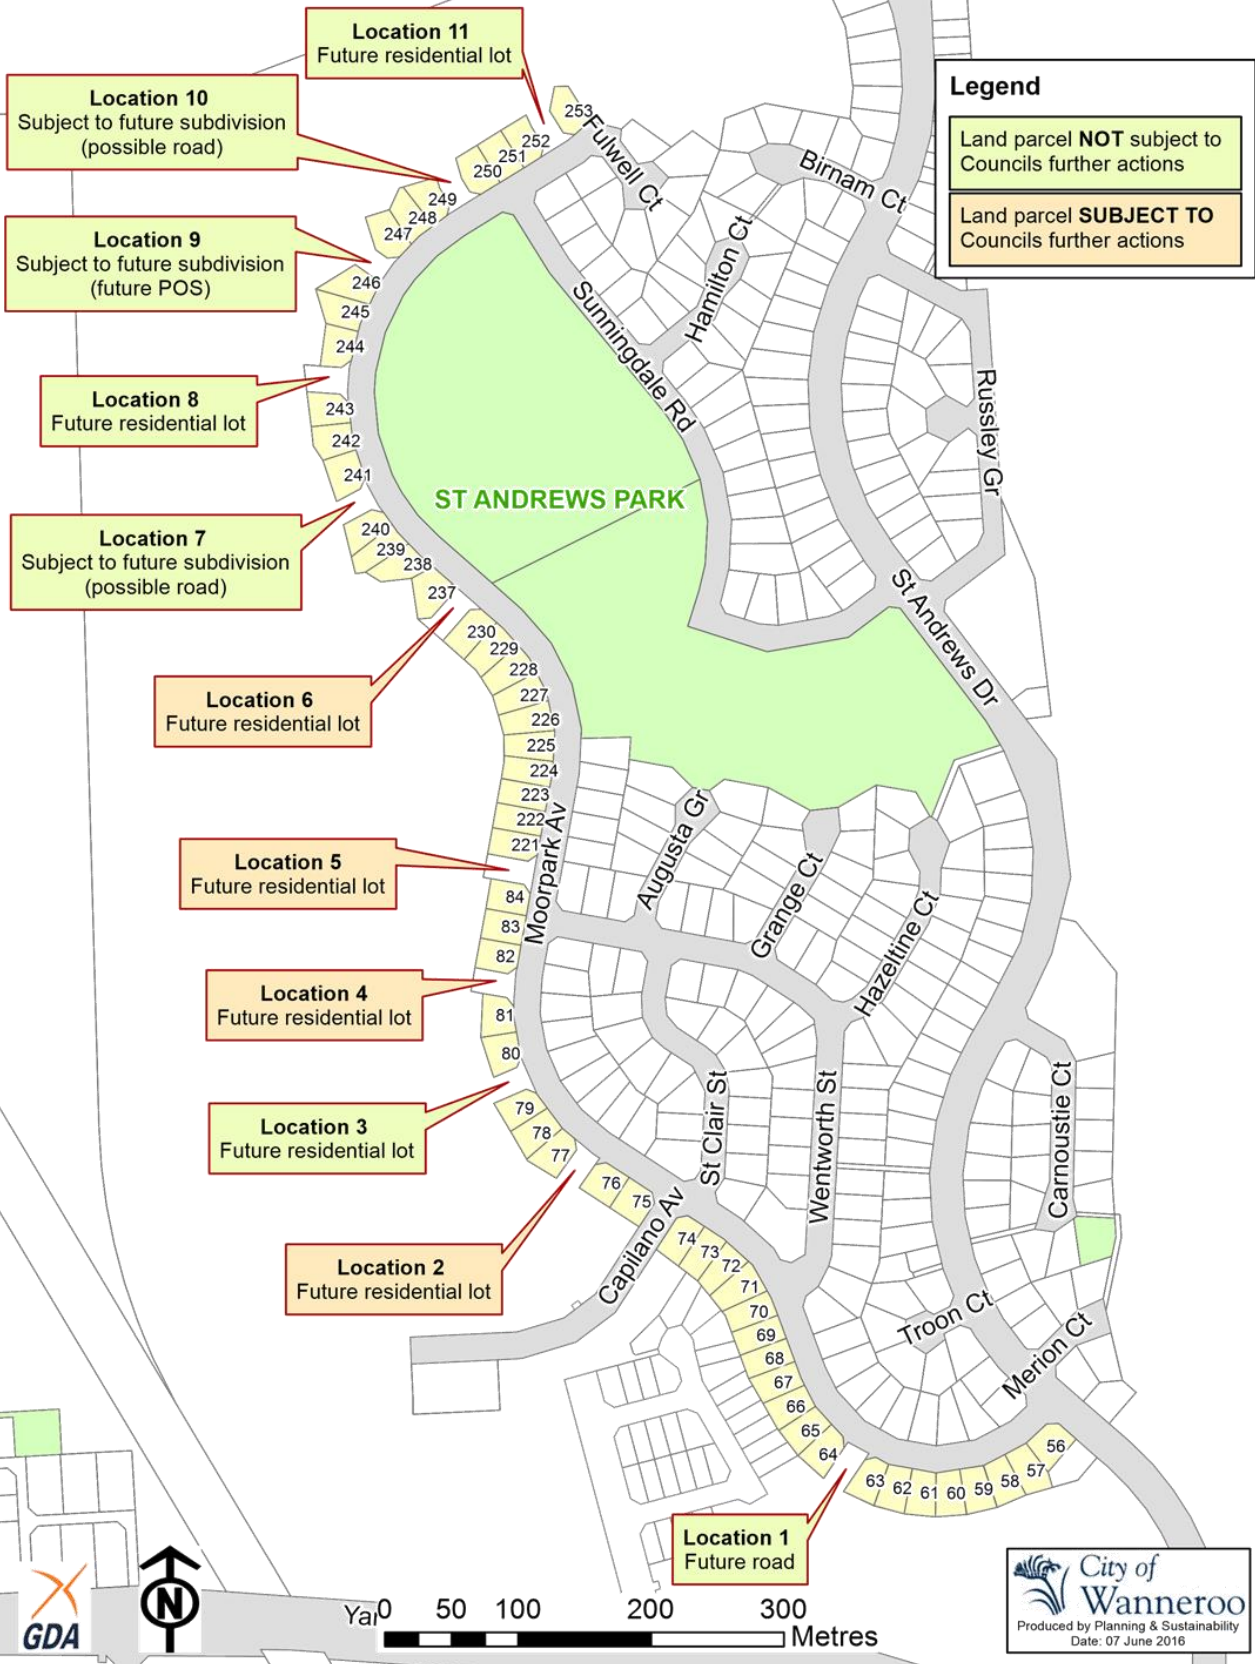 Location 11
Future residential lot
Location 10
Subject to future subdivision
(possible road)
Location 9
Subject to future subdivision
(future POS)
Location 8
Future residential lot
Location 7
Subject to future subdivision
(possible road)
Location 6
Future residential lot
Location 5
Future residential lot
Location 4
Future residential lot
Location 3
Future residential lot
Location 2
Future residential lot
Location 1
Future road
Legend
Land parcel NOT subject to
Councils further actions
Land parcel SUBJECT TO
Councils further actions
253
252
251
250
249
248
247
246
245
244
243
242
241
240
239
238
237
230
229
228
227
226
225
224
223
222
221
84
83
82
81
80
79
78
77
76
75
74
73
72
71
70
69
68
67
66
65
64
63
62
61
60
59
58
57
56
Fulwell Ct
Birnam Ct
Hamilton Ct
Sunningdale Rd
Russley Gr
ST ANDREWS PARK
St Andrews Dr
Moorpark Av
Augusta Gr
Grange Ct
Hazeltine Ct
St Clair St
Wentworth St
Carnoustie Ct
Capilano Av
Troon Ct
Merion Ct
GDA
N
Yan
0 50 100 200 300
Metres
City of
Wanneroo
Produced by Planning & Sustainability
Date: 07 June 2016